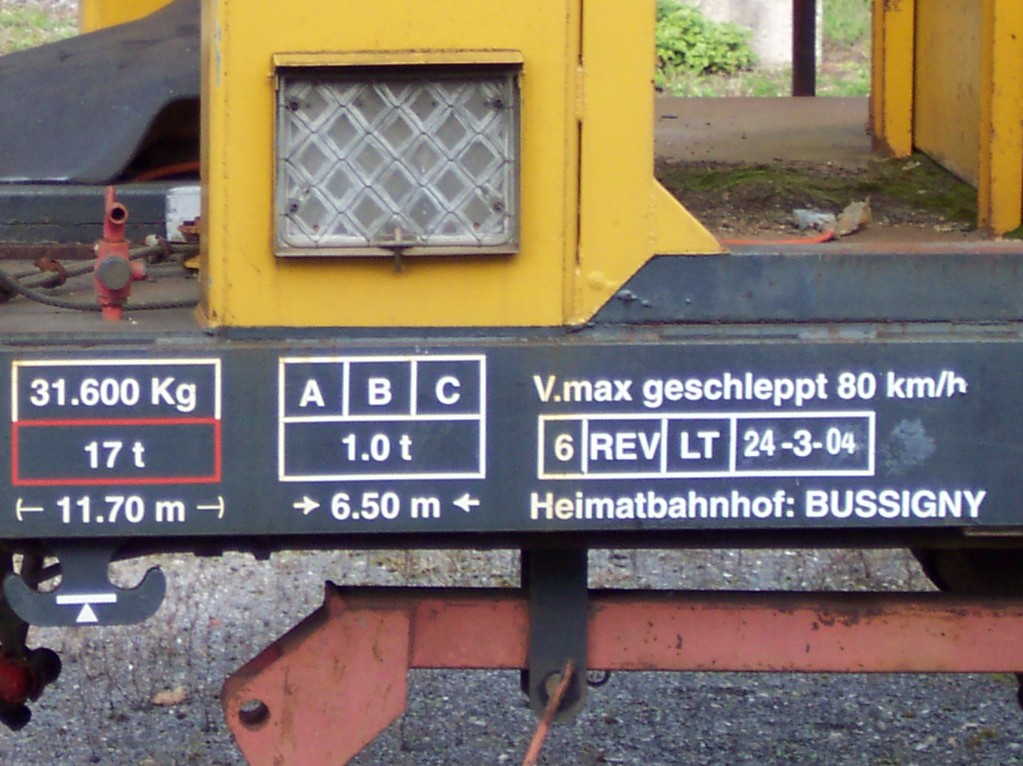 31.600 Kg
17 t
(← 11.70 m →)
A B C
1.0 t
→ 6.50 m ←
V.max geschleppt 80 km/h
6 REV LT 24-3-04
Heimatbahnhof: BUSSIGNY